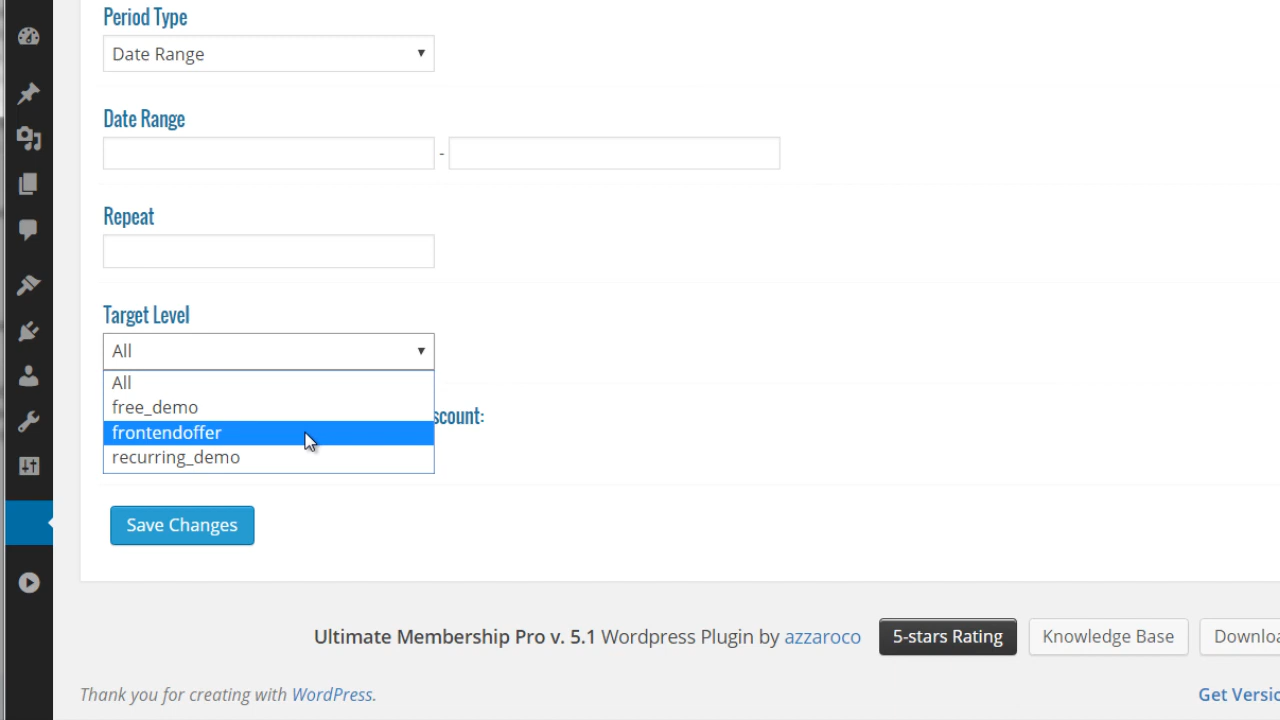 Period Type
Date Range
Date Range
-
Repeat
Target Level
All
All
free_demo
scount:
frontendoffer
recurring_demo
Save Changes
Ultimate Membership Pro v. 5.1 Wordpress Plugin by azzaroco
5-stars Rating
Knowledge Base
Downloa
Thank you for creating with WordPress.
Get Versio